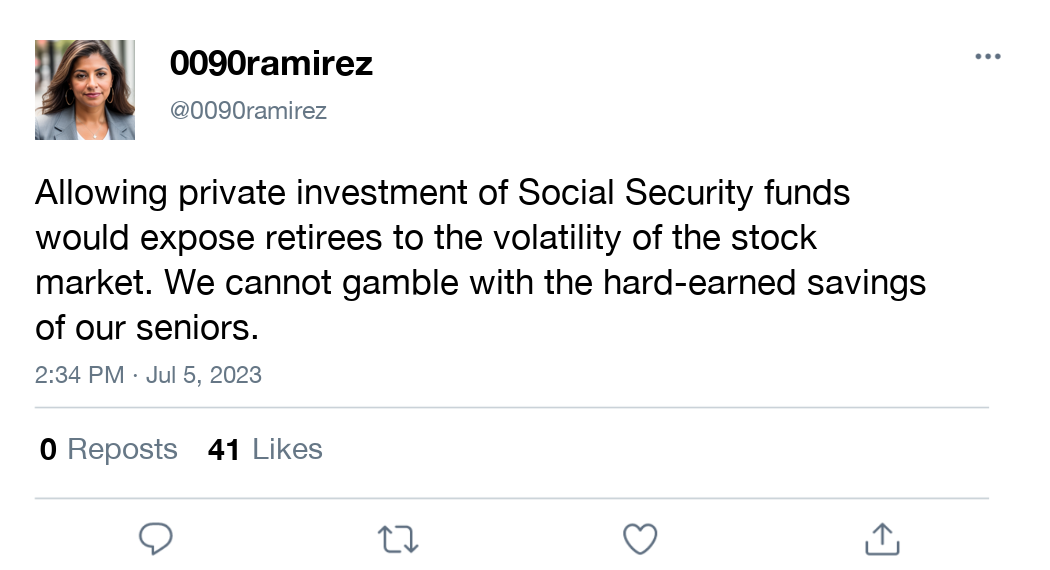 0090ramirez
@0090ramirez
Allowing private investment of Social Security funds
would expose retirees to the volatility of the stock
market. We cannot gamble with the hard-earned savings
of our seniors.
2:34 PM · Jul 5, 2023
0 Reposts 41 Likes